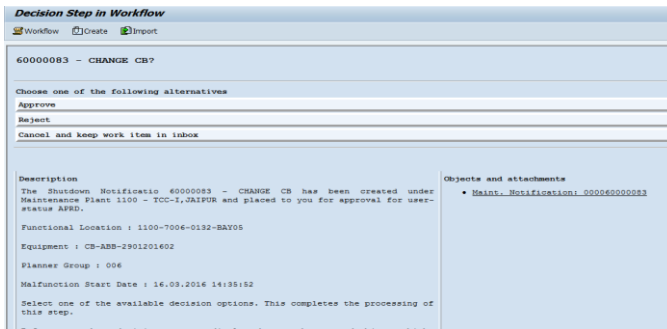 Decision Step in Workflow
Workflow Create Import
60000083 - CHANGE CB?
Choose one of the following alternatives
Approve
Reject
Cancel and keep work item in inbox
Description
The Shutdown Notificatio 60000083 - CHANGE CB has been created under
Maintenance Plant 1100 - TCC-I,JAIPUR and placed to you for approval for user-
status APRD.
Functional Location : 1100-7006-0132-BAY05
Equipment : CB-ABB-2901201602
Planner Group : 006
Malfunction Start Date : 16.03.2016 14:35:52
Select one of the available decision options. This completes the processing of
this step.
Objects and attachments
• Maint. Notification: 000060000083